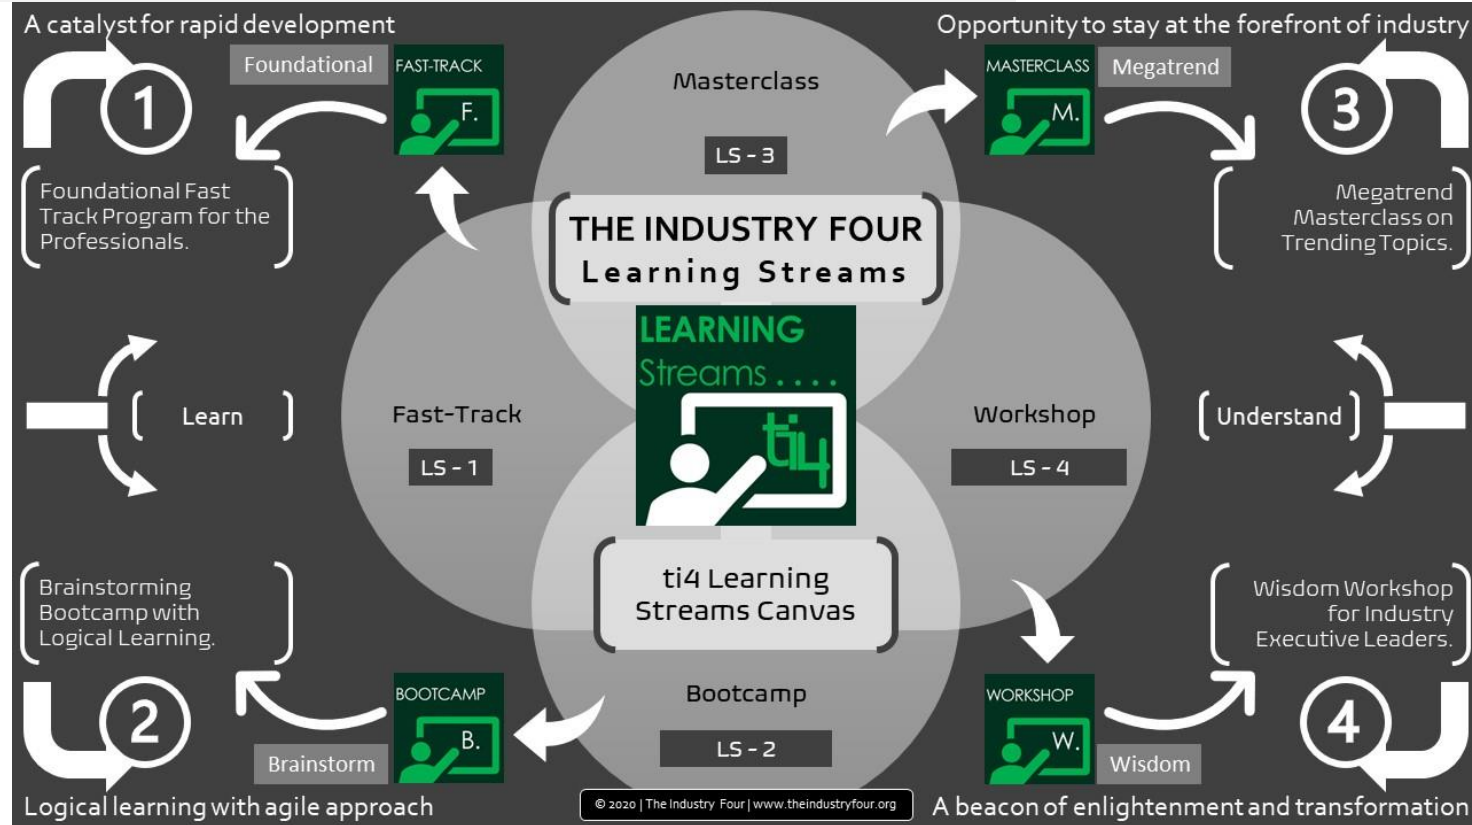 A catalyst for rapid development
Opportunity to stay at the forefront of industry
1
Foundational
FAST-TRACK
F.
Masterclass
LS - 3
MASTERCLASS
M.
Megatrend
3
Foundational Fast
Track Program for the
Professionals.
THE INDUSTRY FOUR
Learning Streams
Megatrend
Masterclass on
Trending Topics.
LEARNING
Streams ....
ti4
Learn
Fast-Track
LS - 1
Workshop
LS - 4
Understand
ti4 Learning
Streams Canvas
Brainstorming
Bootcamp with
Logical Learning.
Wisdom Workshop
for Industry
Executive Leaders.
2
Brainstorm
BOOTCAMP
B.
Bootcamp
LS - 2
WORKSHOP
W.
Wisdom
4
Logical learning with agile approach
© 2020 | The Industry Four | www.theindustryfour.org
A beacon of enlightenment and transformation